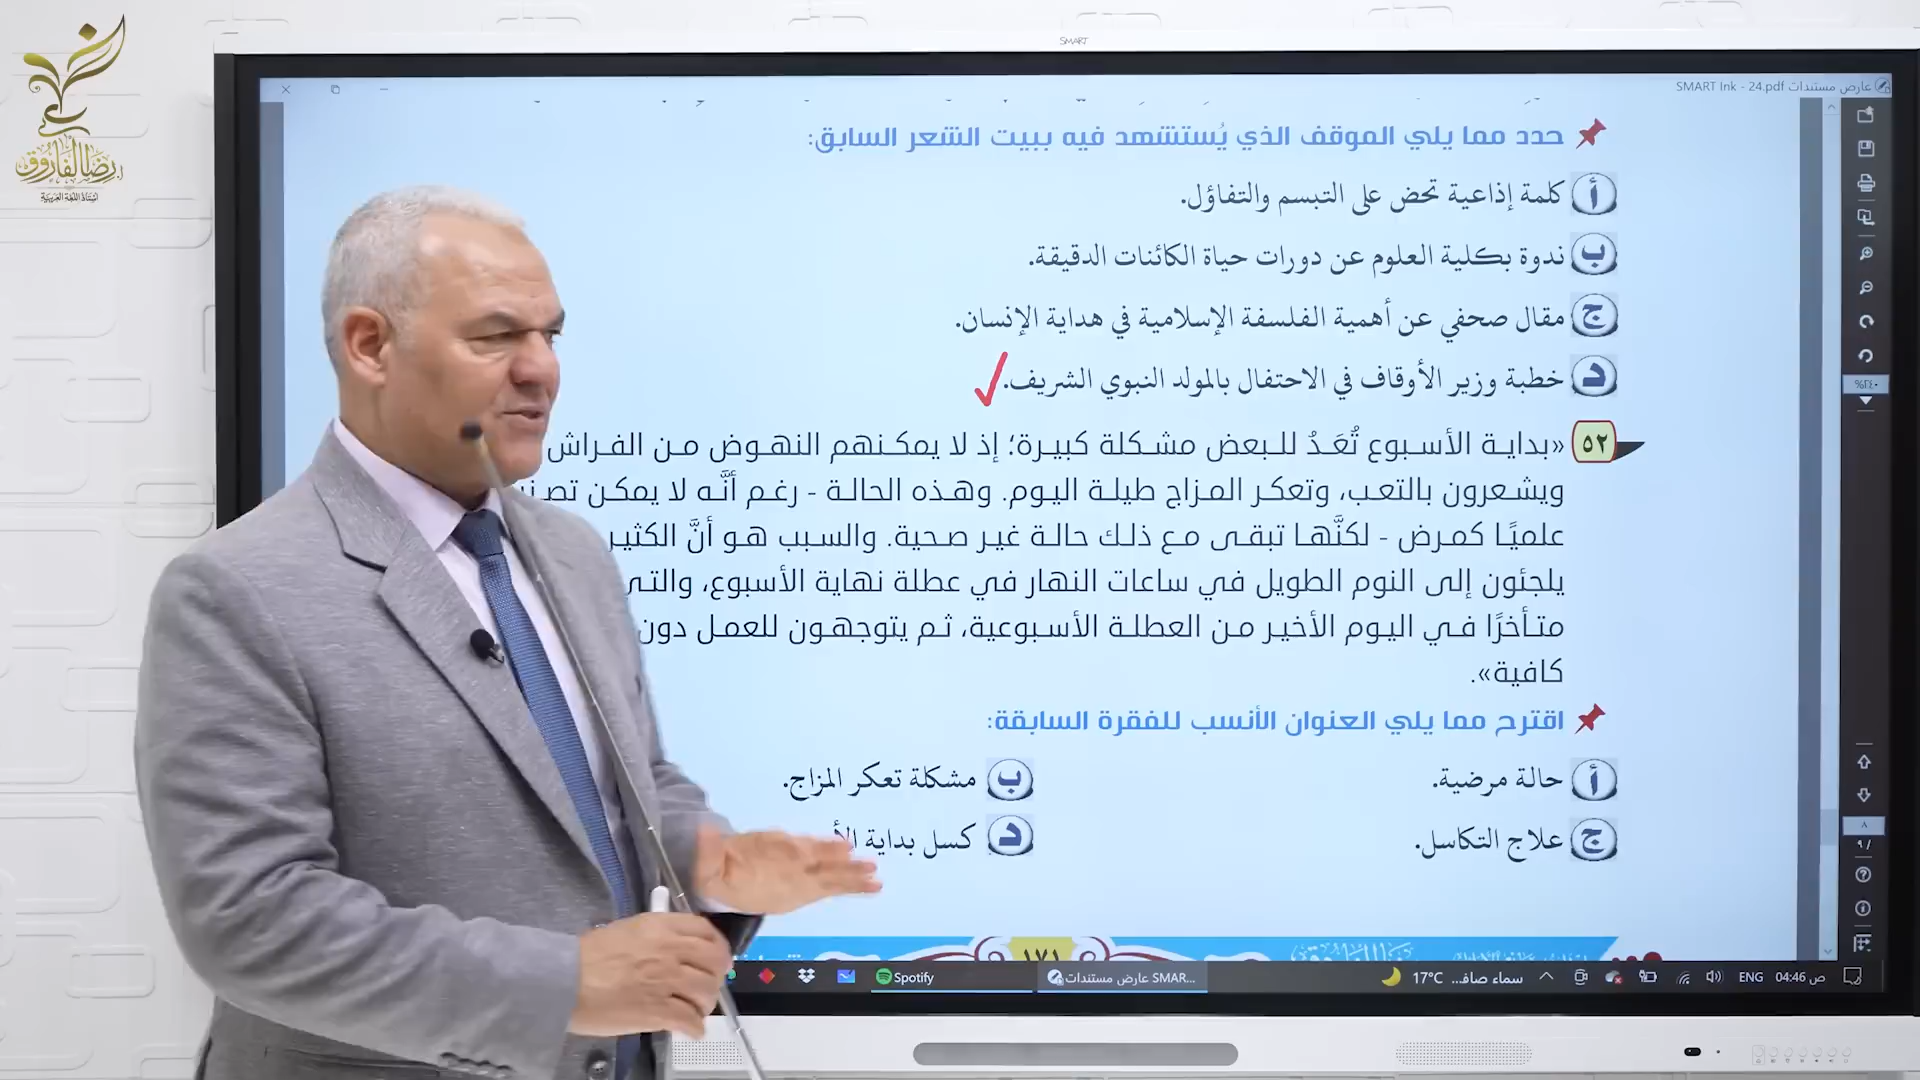 رضا الفاروق
أستاذ اللغة العربية
SMART
SMART Ink - 24.pdf عارض مستندات
حدد مما يلي الموقف الذي يُستشهد فيه ببيت الشعر السابق:
أ كلمة إذاعية تحض على التبسم والتفاؤل.
ب ندوة بكلية العلوم عن دورات حياة الكائنات الدقيقة.
ج مقال صحفي عن أهمية الفلسفة الإسلامية في هداية الإنسان.
د خطبة وزير الأوقاف في الاحتفال بالمولد النبوي الشريف.
٥٢ «بداية الأسبوع تُعَدُ للبعض مشكلة كبيرة؛ إذ لا يمكنهم النهوض من الفراش
ويشعرون بالتعب، وتعكر المزاج طيلة اليوم. وهذه الحالة - رغم أنَّه لا يمكن
علميًا كمرض - لكنَّها تبقى مع ذلك حالة غير صحية. والسبب هو أنَّ الكثير
يلجئون إلى النوم الطويل في ساعات النهار في عطلة نهاية الأسبوع، والتي
متأخرًا في اليوم الأخير من العطلة الأسبوعية، ثم يتوجهون للعمل دون
كافية».
اقترح مما يلي العنوان الأنسب للفقرة السابقة:
أ حالة مرضية.
ب مشكلة تعكر المزاج.
ج علاج التكاسل.
د كسل بداية
١٧١
Spotify
عارض مستندات SMAR...
17°C سماء صاف...
ENG
04:46 ص